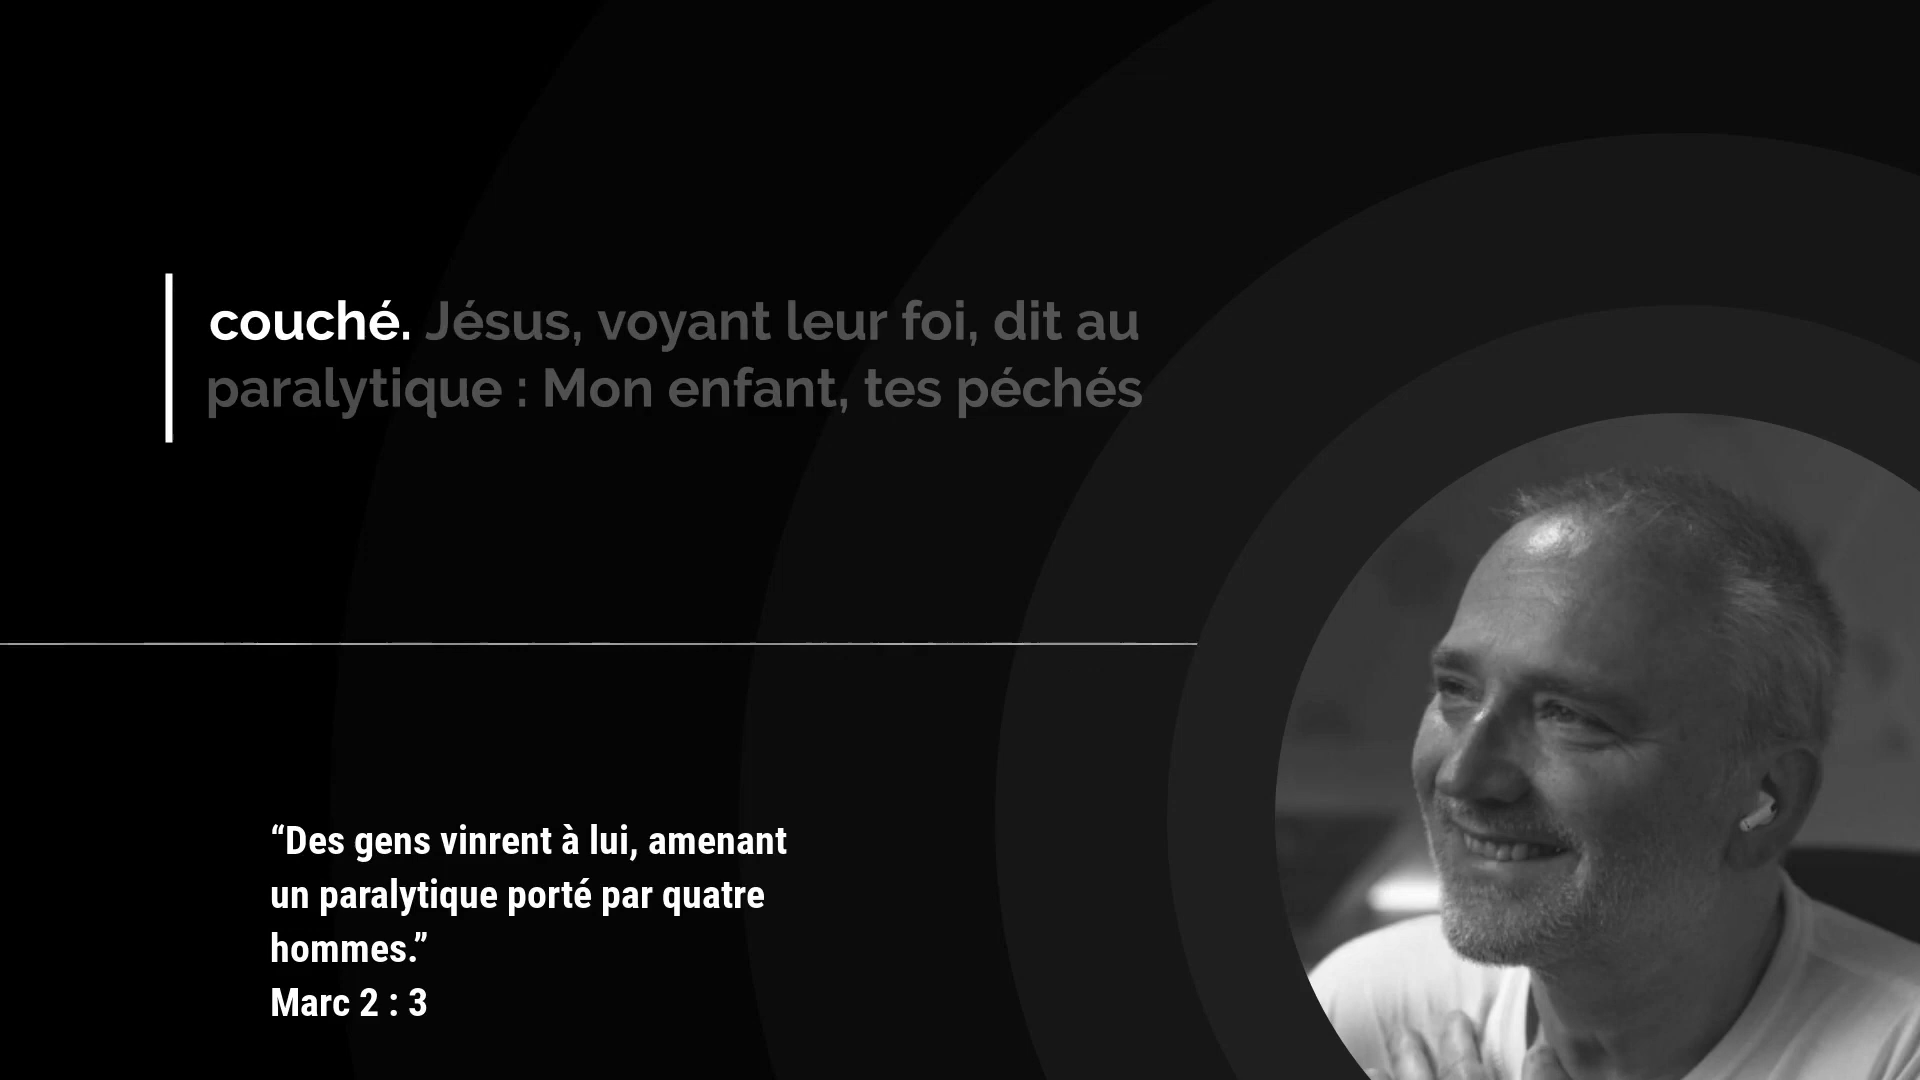 couché. Jésus, voyant leur foi, dit au
paralytique : Mon enfant, tes péchés
“Des gens vinrent à lui, amenant
un paralytique porté par quatre
hommes.”
Marc 2 : 3